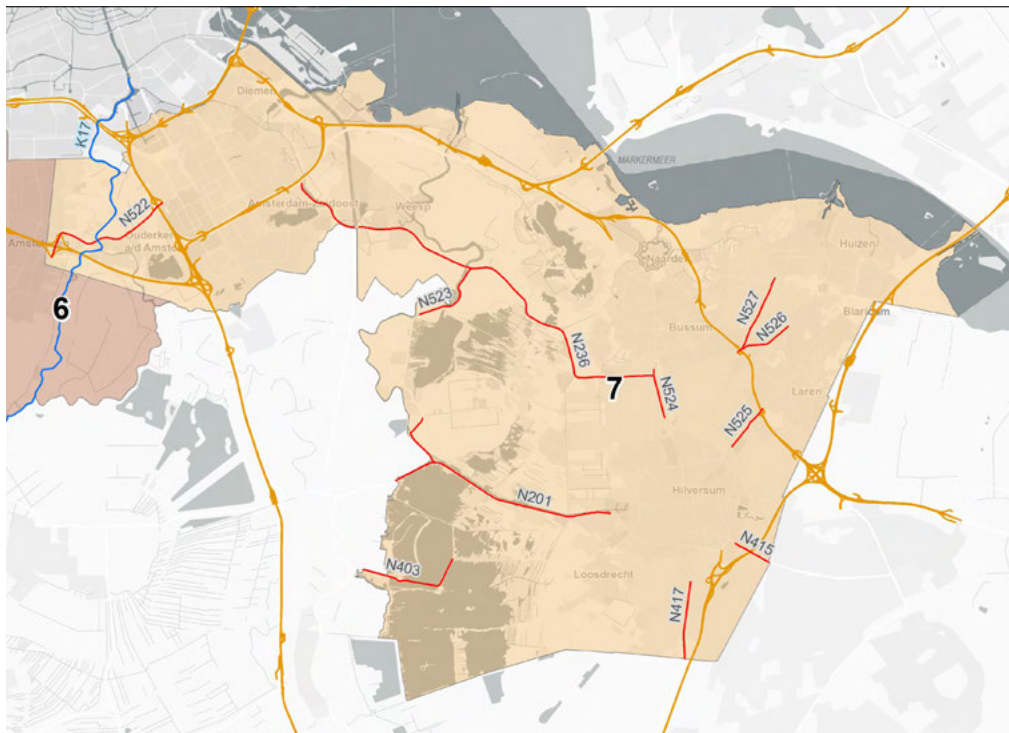 Diemen
K17
MARKERMEER
N522
Amsterdam-Zuidoost
Weesp
Ouderkerk
a/d Amstel
Huizen
Naarden
6
N523
N527
Blaricum
Bussum
N526
N236
7
N524
Laren
N525
Hilversum
N201
N415
N403
Loosdrecht
N417